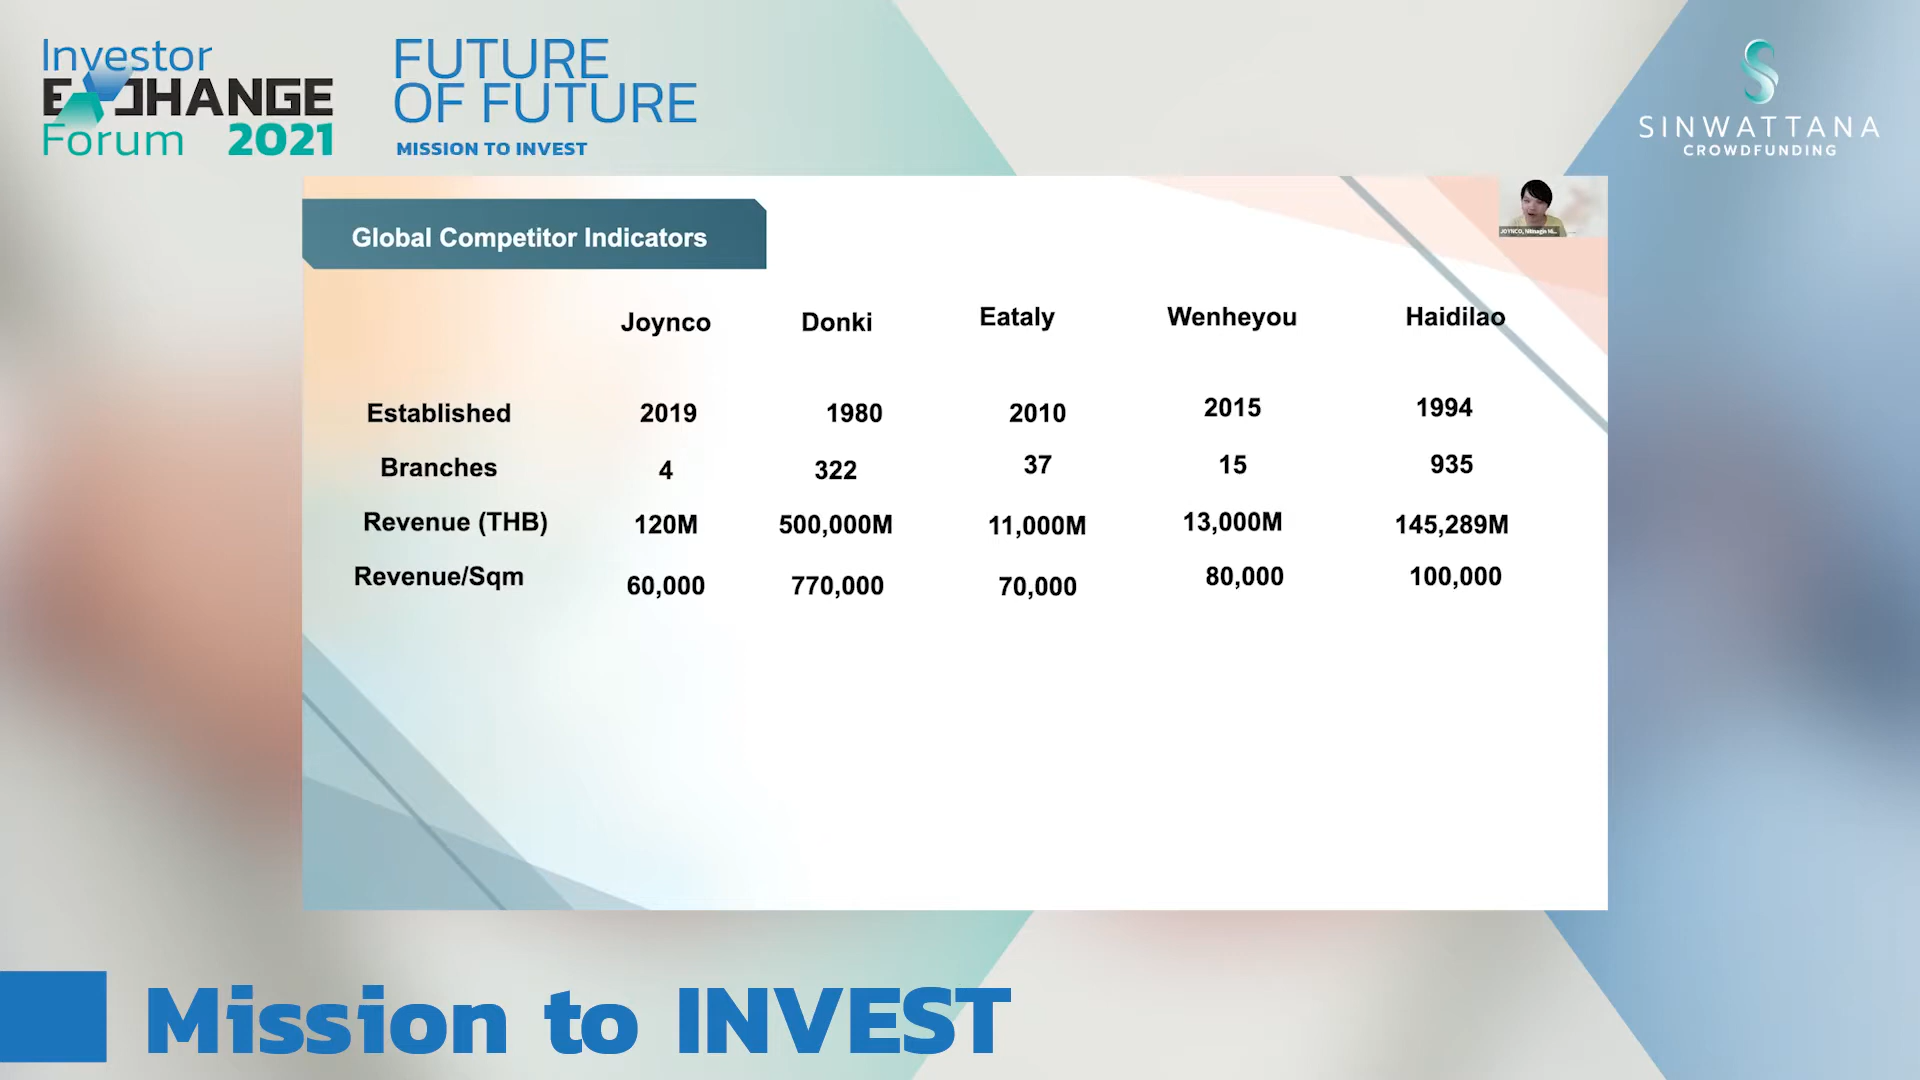 Investor
EXCHANGE
Forum 2021
FUTURE
OF FUTURE
MISSION TO INVEST
SINWATTANA
CROWDFUNDING
Global Competitor Indicators
Joynco Donki Eataly Wenheyou Haidilao
Established 2019 1980 2010 2015 1994
Branches 4 322 37 15 935
Revenue (THB) 120M 500,000M 11,000M 13,000M 145,289M
Revenue/Sqm 60,000 770,000 70,000 80,000 100,000
Mission to INVEST